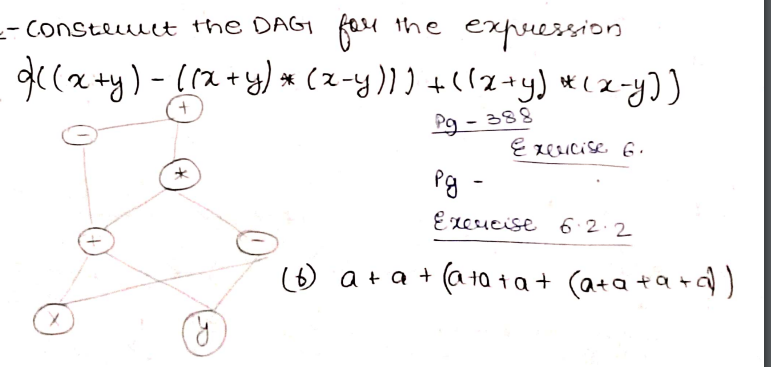 - Construct the DAG for the expression
((x+y) - ((x+y) * (x-y))) + ((x+y) * (x-y))
+
Pg - 388
-
Exercise 6.
*
Pg -
Exercise 6.2.2
+
-
(b) a + a + (a+a+a+ (a+a+a+a))
x
y